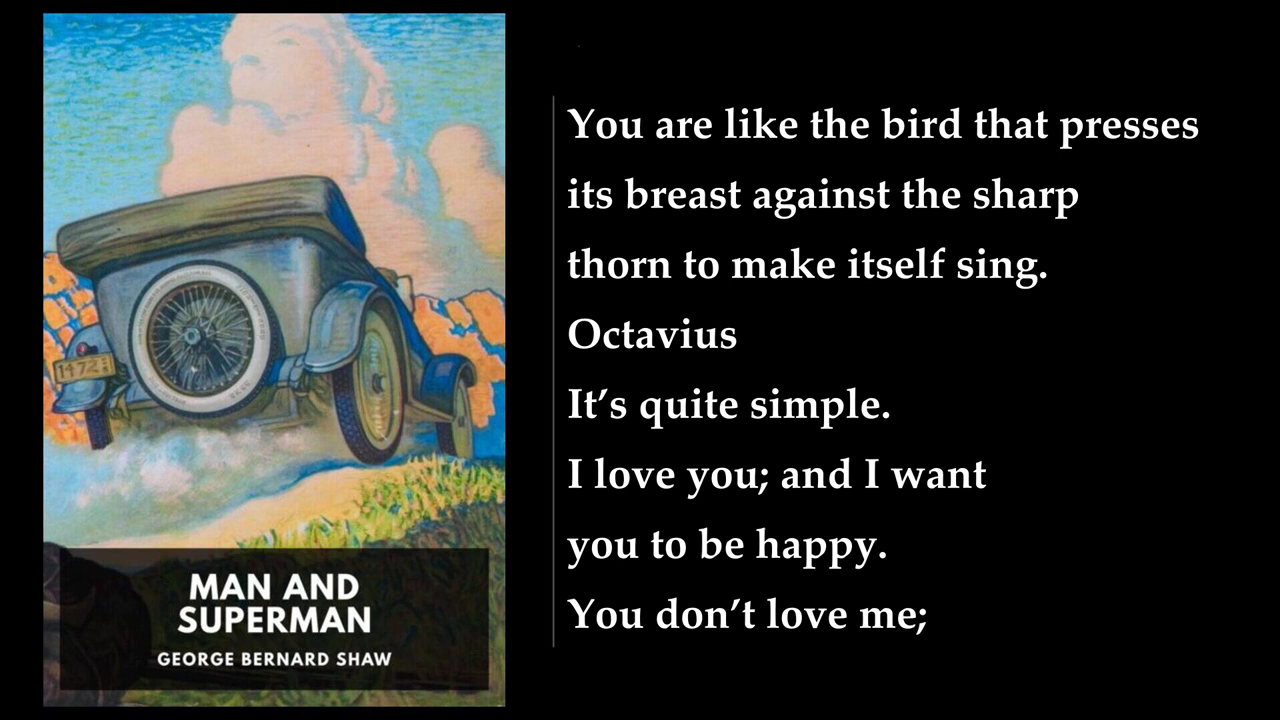 1472
MAN AND
SUPERMAN
GEORGE BERNARD SHAW
You are like the bird that presses
its breast against the sharp
thorn to make itself sing.
Octavius
It’s quite simple.
I love you; and I want
you to be happy.
You don’t love me;